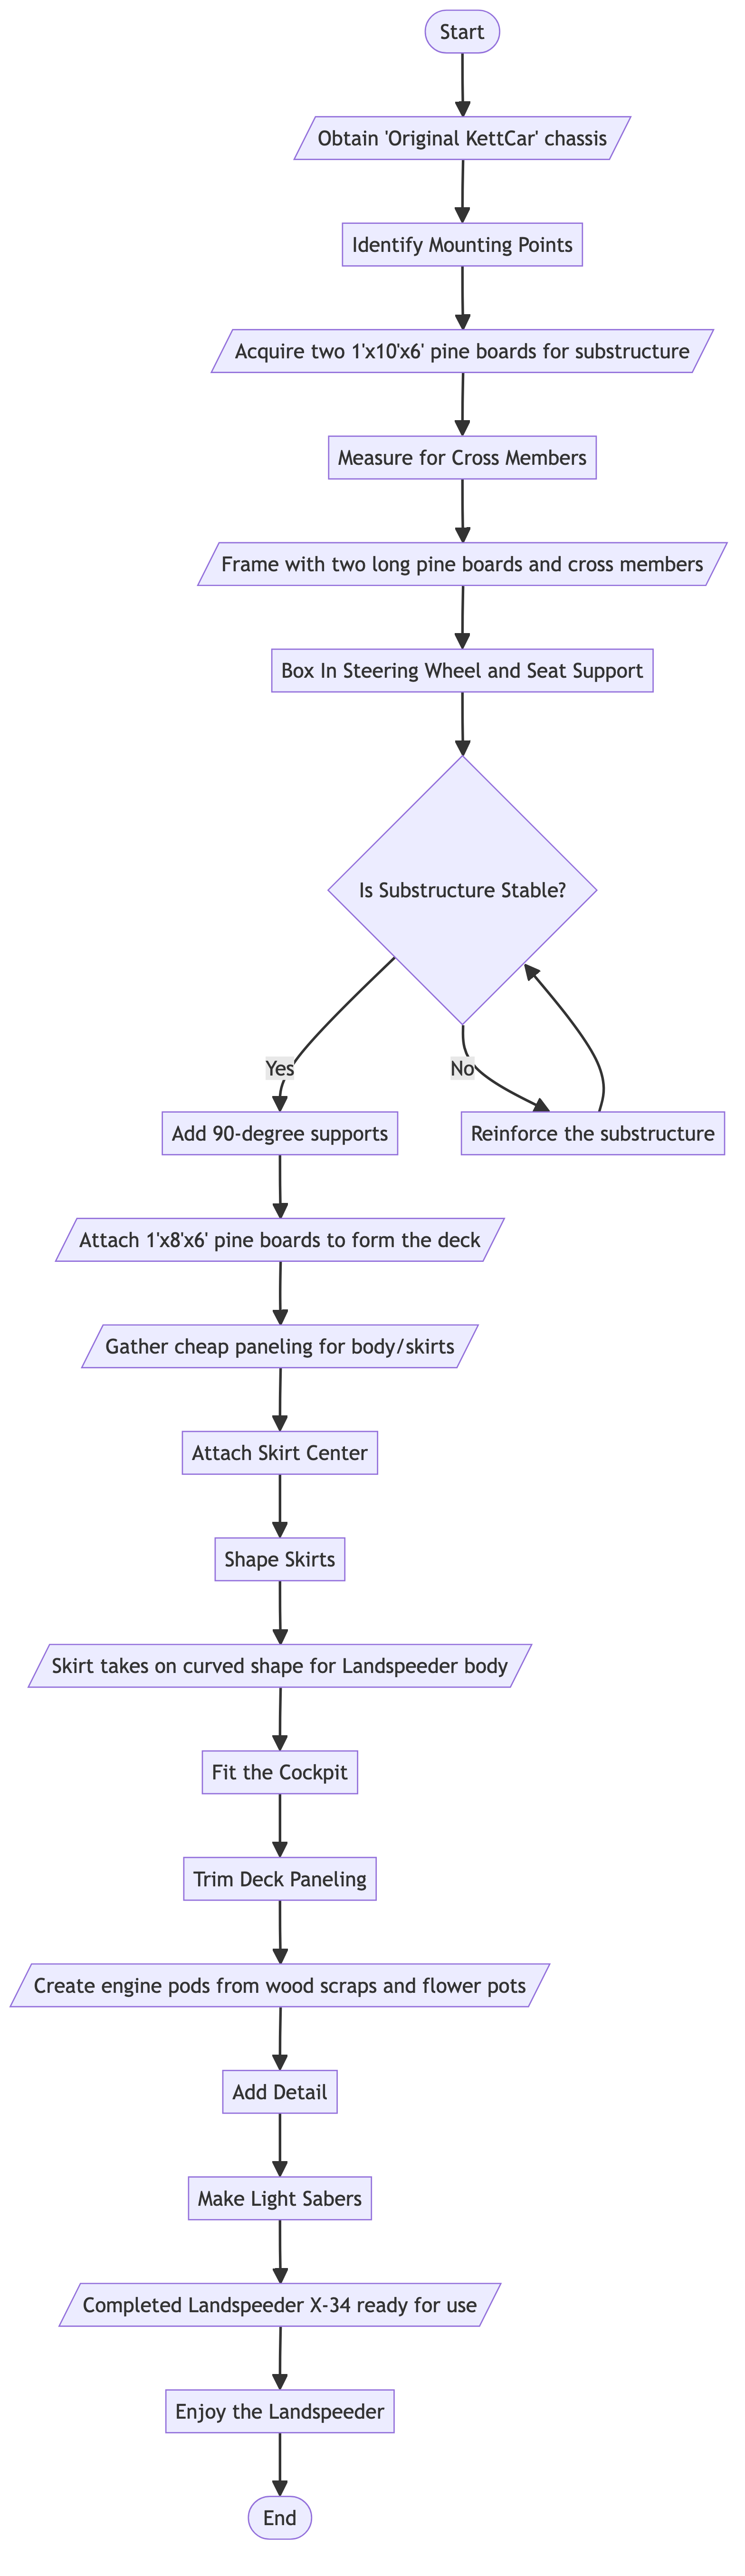 Start
Obtain 'Original KettCar' chassis
Identify Mounting Points
Acquire two 1'x10'x6' pine boards for substructure
Measure for Cross Members
Frame with two long pine boards and cross members
Box In Steering Wheel and Seat Support
Is Substructure Stable?
Yes
No
Add 90-degree supports
Reinforce the substructure
Attach 1'x8'x6' pine boards to form the deck
Gather cheap paneling for body/skirts
Attach Skirt Center
Shape Skirts
Skirt takes on curved shape for Landspeeder body
Fit the Cockpit
Trim Deck Paneling
Create engine pods from wood scraps and flower pots
Add Detail
Make Light Sabers
Completed Landspeeder X-34 ready for use
Enjoy the Landspeeder
End